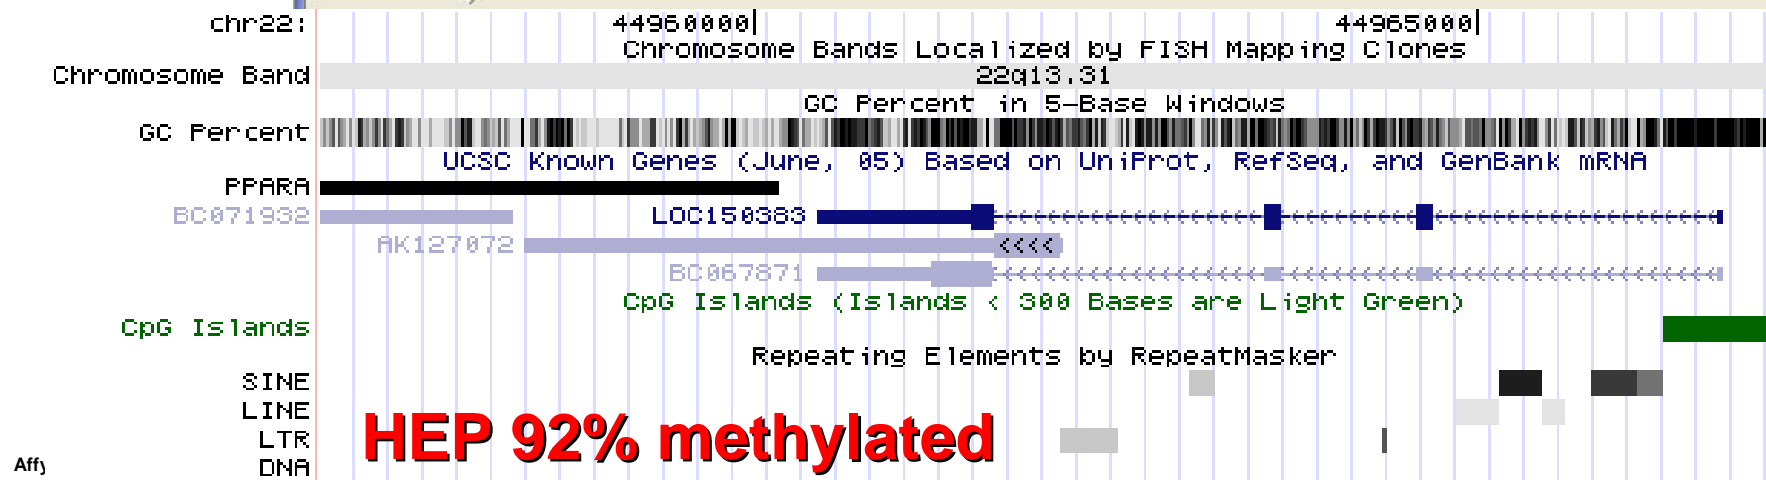 chr22: 44960000| 44965000|
Chromosome Bands Localized by FISH Mapping Clones
Chromosome Band 22q13.31
GC Percent in 5-Base Windows
GC Percent
UCSC Known Genes (June, 05) Based on UniProt, RefSeq, and GenBank mRNA
PPARA
BC071932 LOC150383
AK127072
BC067871
CpG Islands (Islands < 300 Bases are Light Green)
CpG Islands
Repeating Elements by RepeatMasker
SINE
LINE
HEP 92% methylated
LTR
DNA